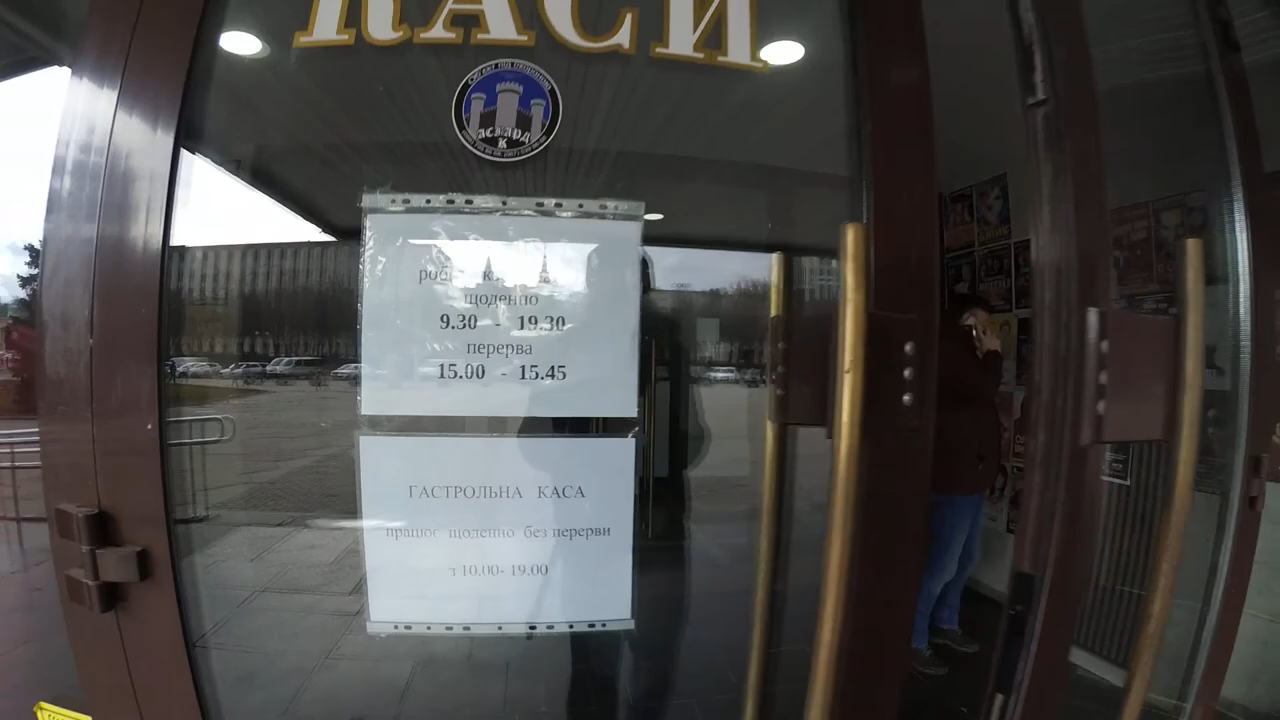 КАСИ
АСКАРД
щоденно
9.30 - 19.30
перерва
15.00 - 15.45
ГАСТРОЛЬНА КАСА
працює щоденно без перерви
з 10.00- 19.00